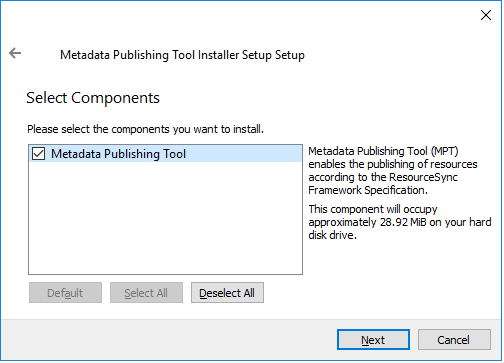 Metadata Publishing Tool Installer Setup Setup
Select Components
Please select the components you want to install.
Metadata Publishing Tool
Metadata Publishing Tool (MPT)
enables the publishing of resources
according to the ResourceSync
Framework Specification.
This component will occupy
approximately 28.92 MiB on your hard
disk drive.
Default
Select All
Deselect All
Next
Cancel